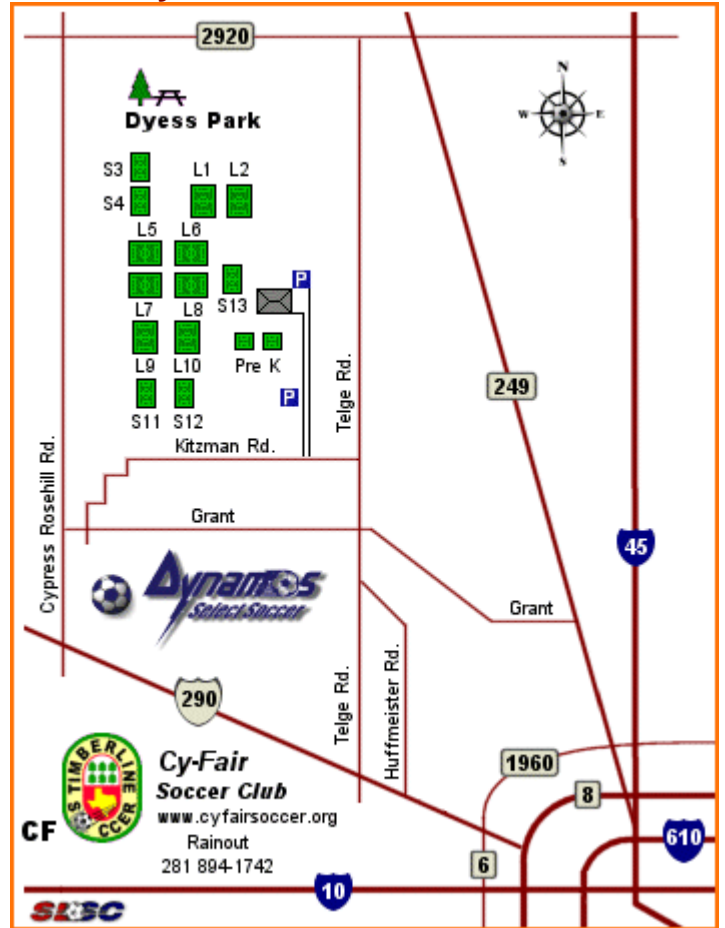 2920
N
W
E
S
Dyess Park
S3
L1
L2
S4
L5
L6
P
S13
L7
L8
Pre K
L9
L10
P
S11
S12
Telge Rd.
249
Kitzman Rd.
Cypress Rosehill Rd.
Grant
45
Dynamos
Select Soccer
Grant
290
Telge Rd.
Huffmeister Rd.
TIMBERLINE
SOCCER
CF
Cy-Fair
Soccer Club
www.cyfairsoccer.org
Rainout
281 894-1742
1960
8
610
6
10
SLSC